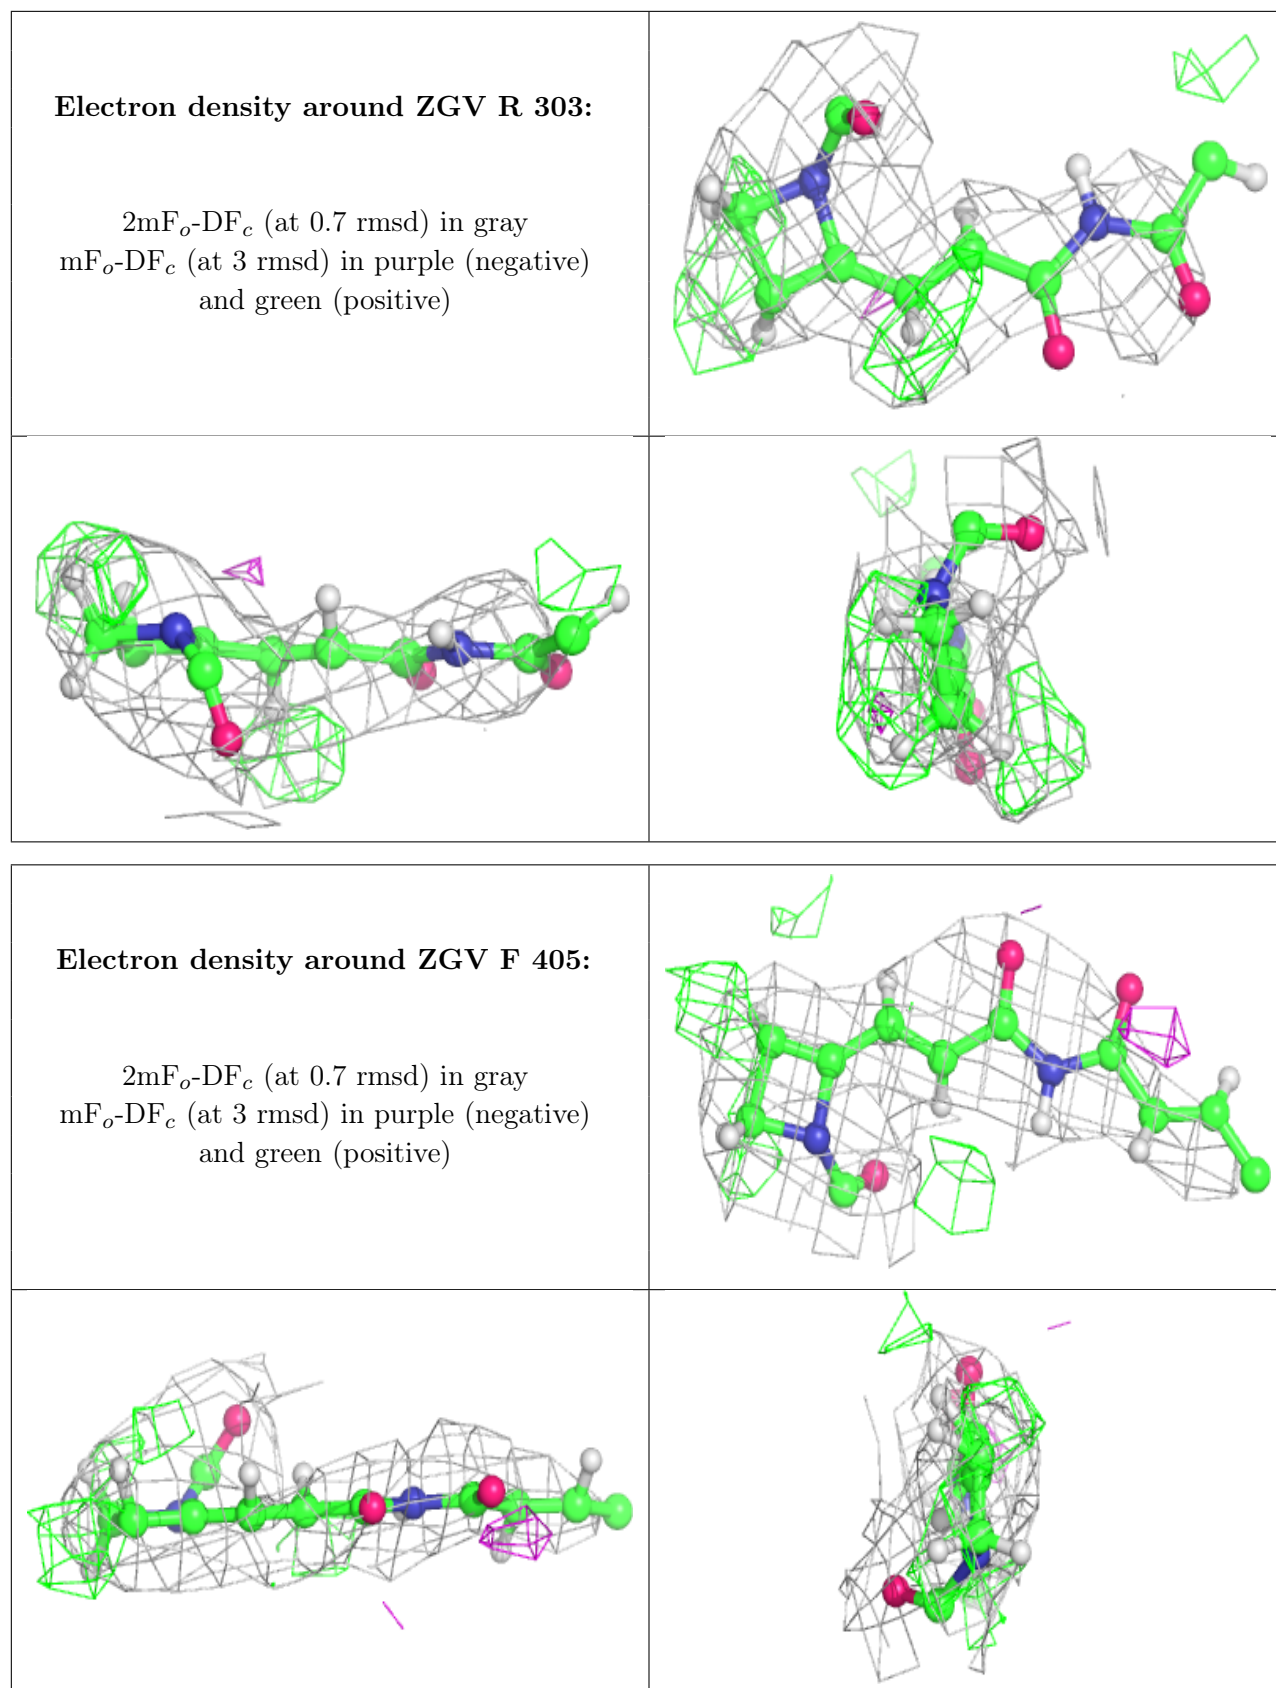 Electron density around ZGV R 303:
2mFo-DFc (at 0.7 rmsd) in gray
mFo-DFc (at 3 rmsd) in purple (negative)
and green (positive)
Electron density around ZGV F 405:
2mFo-DFc (at 0.7 rmsd) in gray
mFo-DFc (at 3 rmsd) in purple (negative)
and green (positive)